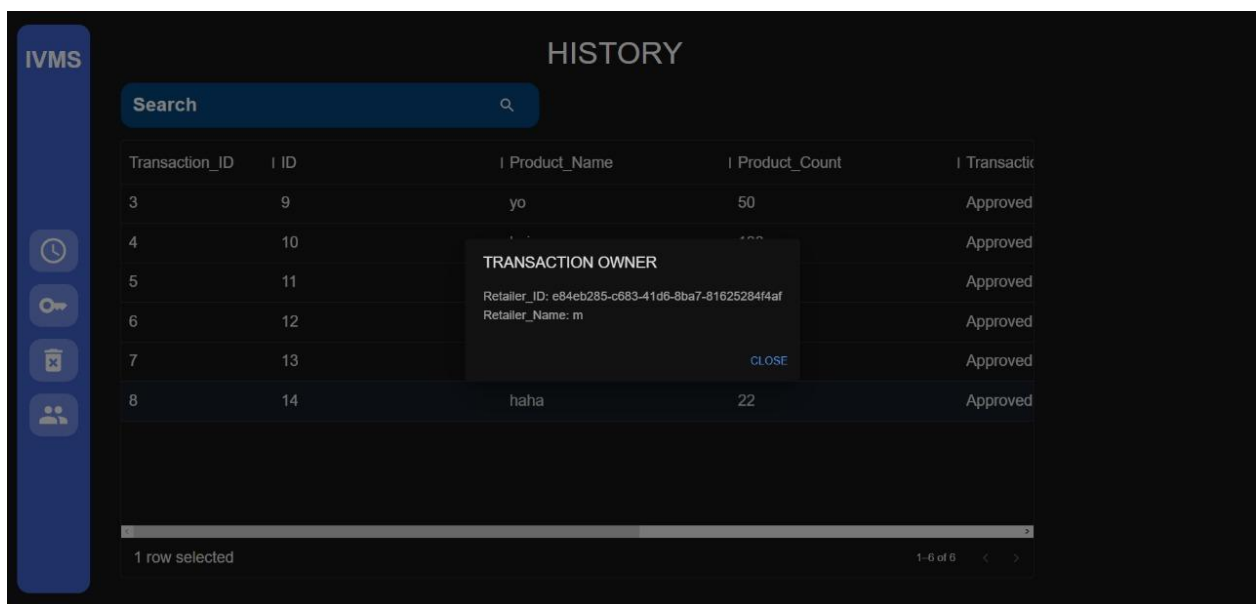 IVMS
HISTORY
Search
Transaction_ID ID Product_Name Product_Count
3 9 yo 50 Approved
4 10 Approved
TRANSACTION OWNER
5 11 Approved
Retailer_ID: e84eb285-c683-41d6-8ba7-81625284f4af
Retailer_Name: m
6 12 Approved
7 13 Approved
CLOSE
8 14 haha 22 Approved
1 row selected 1–6 of 6